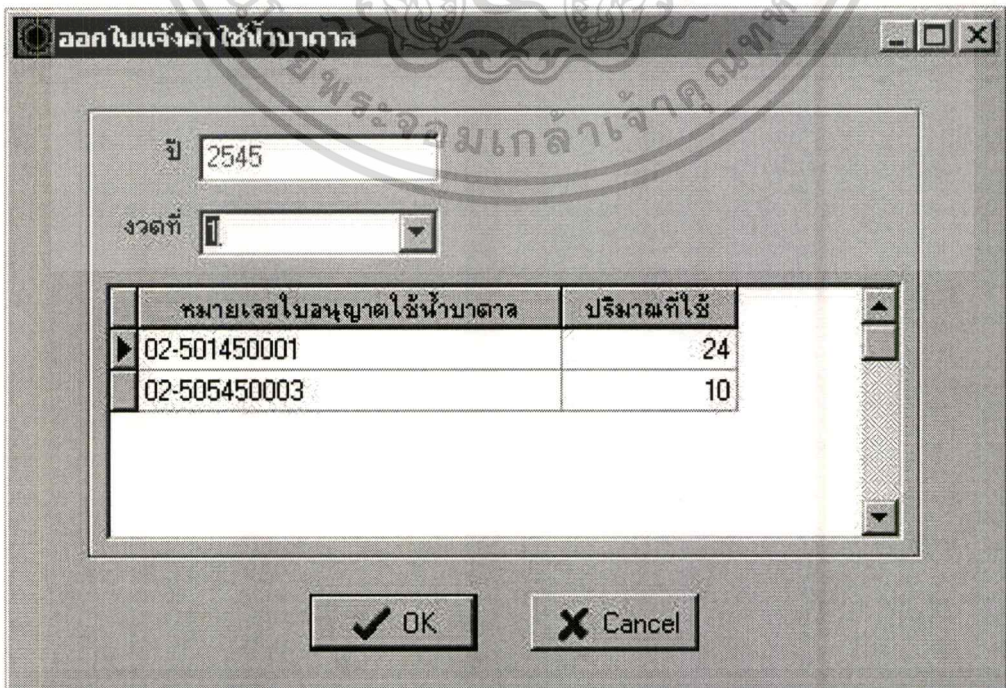 ออกใบแจ้งค่าใช้น้ำบาดาล
ปี 2545
งวดที่ 1
หมายเลขใบอนุญาตใช้น้ำบาดาล ปริมาณที่ใช้
02-501450001 24
02-505450003 10
OK Cancel